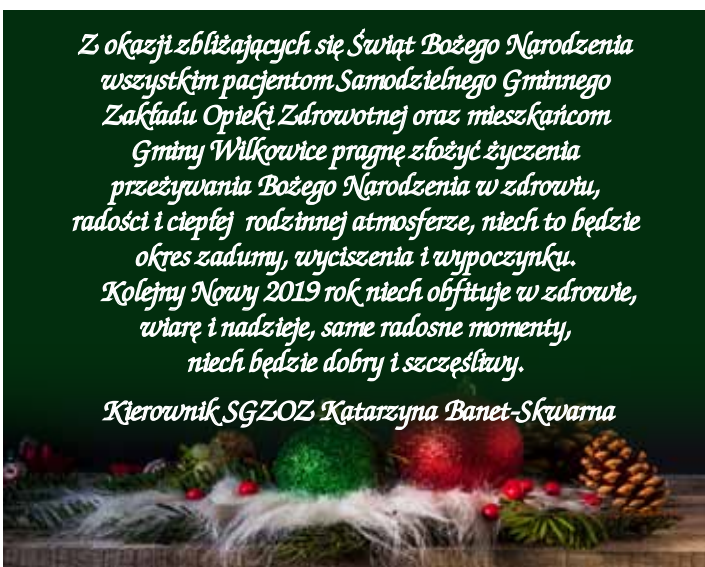 Z okazji zbliżających się Świąt Bożego Narodzenia
wszystkim pacjentom Samodzielnego Gminnego
Zakładu Opieki Zdrowotnej oraz mieszkańcom
Gminy Wilkowice pragnę złożyć życzenia
przeżywania Bożego Narodzenia w zdrowiu,
radości i ciepłej rodzinnej atmosferze, niech to będzie
okres zadumy, wyciszenia i wypoczynku.
Kolejny Nowy 2019 rok niech obfituje w zdrowie,
wiarę i nadzieje, same radosne momenty,
niech będzie dobry i szczęśliwy.
Kierownik SGZOZ Katarzyna Banet-Skwarna